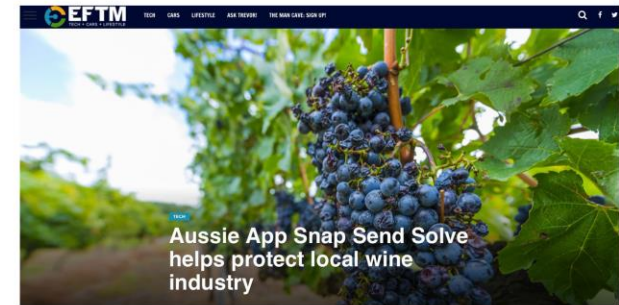 EFTM
TECH + CARS + LIFESTYLE
TECH CARS LIFESTYLE ASK TREVOR! THE MAN CAVE: SIGN UP!
TECH
Aussie App Snap Send Solve
helps protect local wine
industry